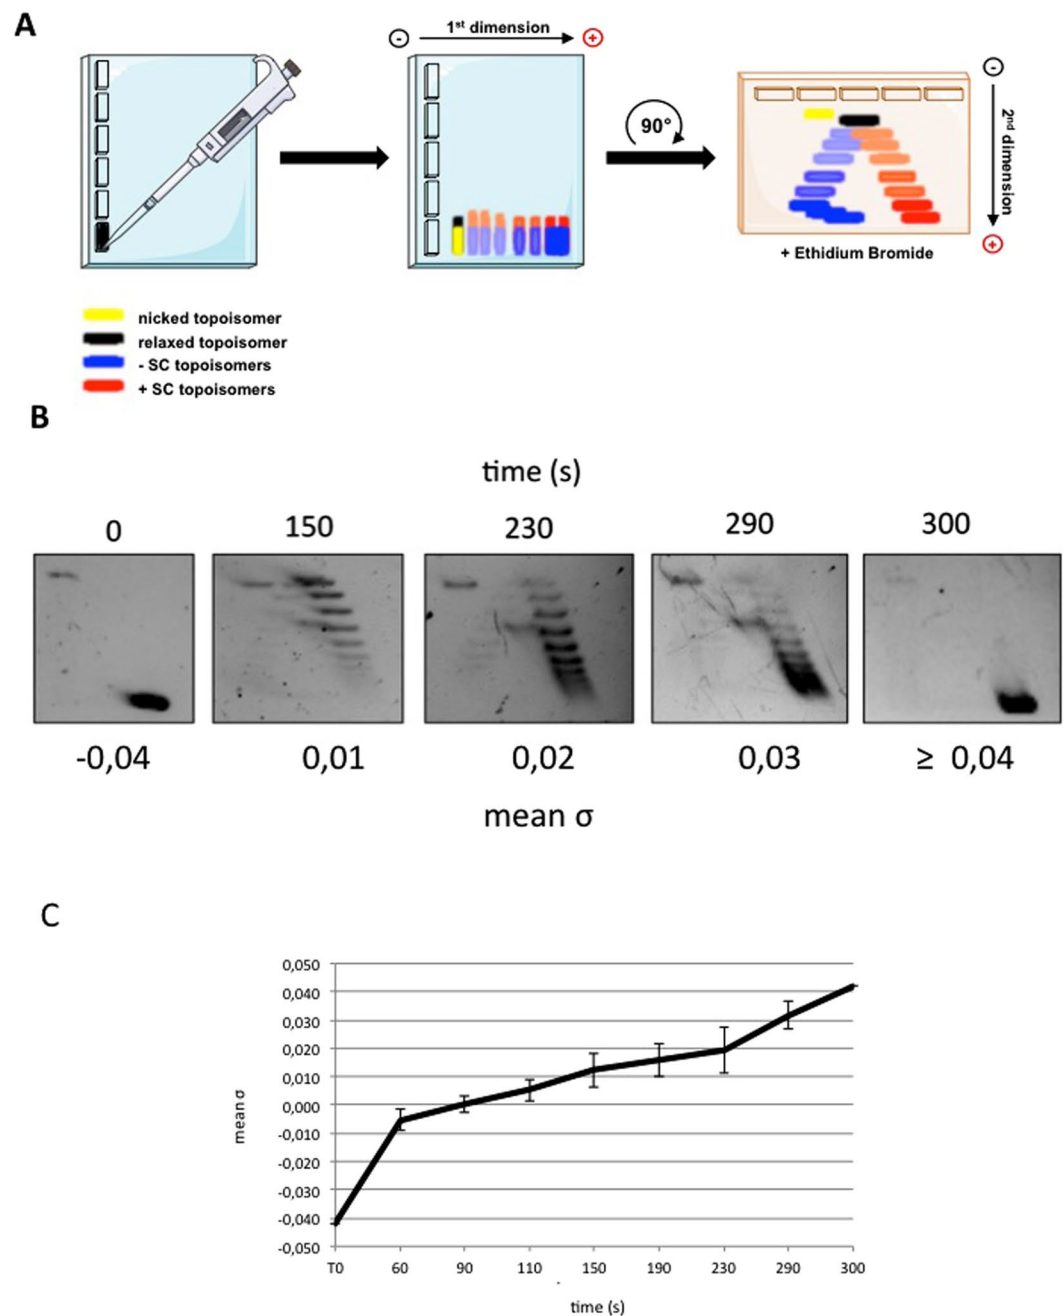 A
1st dimension
90°
2nd dimension
+ Ethidium Bromide
nicked topoisomer
relaxed topoisomer
- SC topoisomers
+ SC topoisomers
B
time (s)
0 150 230 290 300
-0,04 0,01 0,02 0,03 ≥ 0,04
mean σ
C
0,050
0,040
0,030
0,020
0,010
0,000
-0,010
-0,020
-0,030
-0,040
-0,050
mean σ
T0 60 90 110 150 190 230 290 300
time (s)